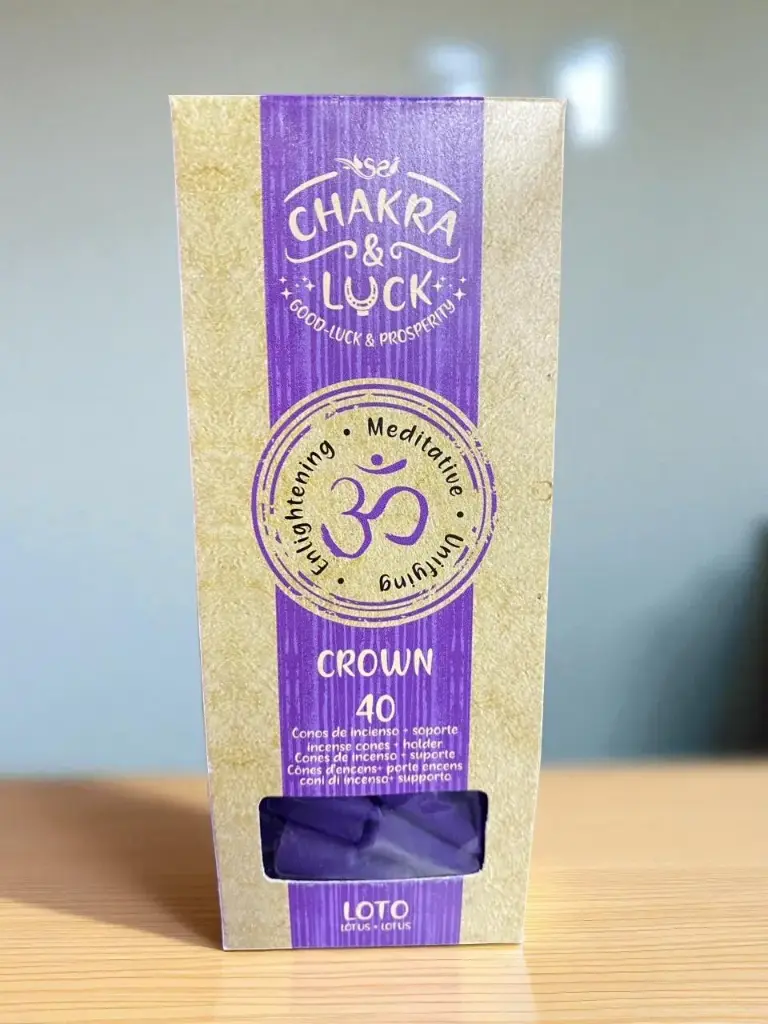 CHAKRA
&
LUCK
GOOD-LUCK & PROSPERITY
Enlightening • Meditative • Unifying •
ॐ
CROWN
40
Conos de incienso + soporte
incense cones + holder
Cones de incenso + suporte
Cônes d'encens+ porte encens
coni di incenso+ supporto
LOTO
LOTUS • LOTUS